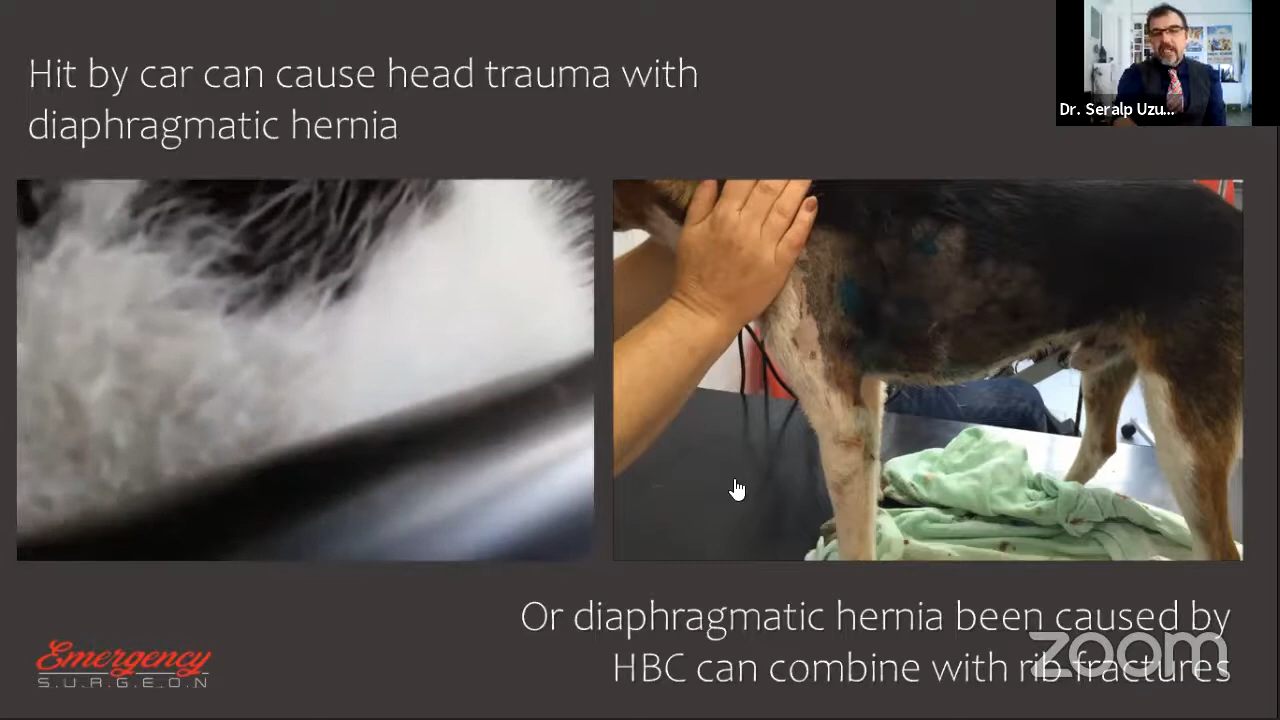 Hit by car can cause head trauma with
diaphragmatic hernia
Dr. Seralp Uzu...
Or diaphragmatic hernia been caused by
HBC can combine with rib fractures
zoom
Emergency
S.U.R.G.E.O.N